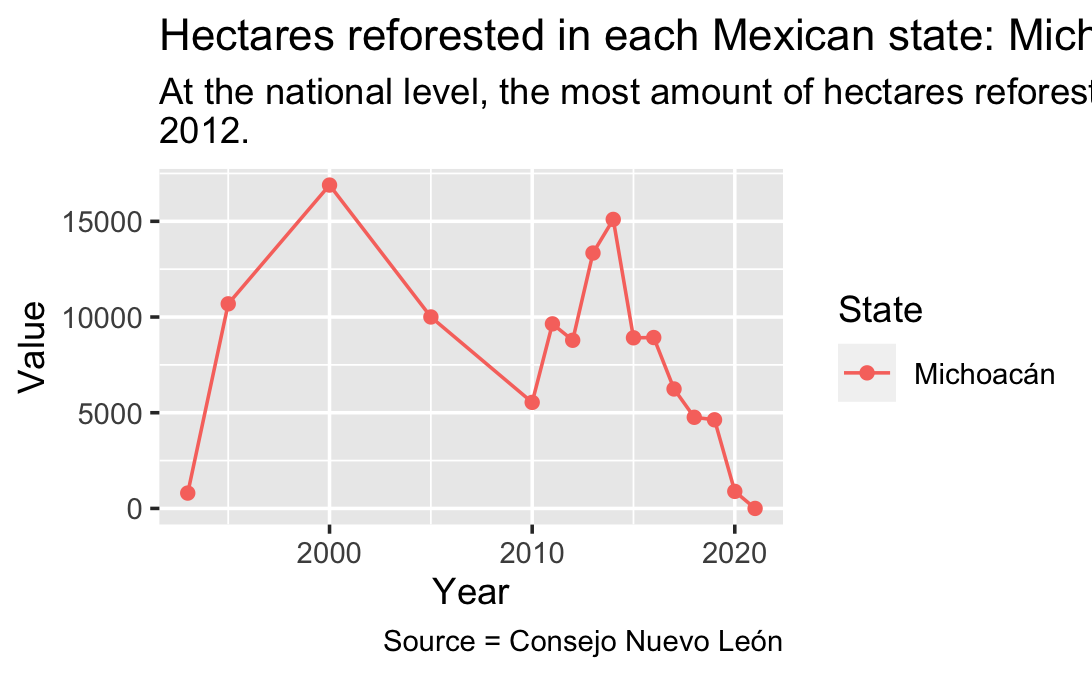 Hectares reforested in each Mexican state: Mich
At the national level, the most amount of hectares reforest
2012.
15000
10000
5000
0
Value
2000 2010 2020
Year
State
Michoacán
Source = Consejo Nuevo León